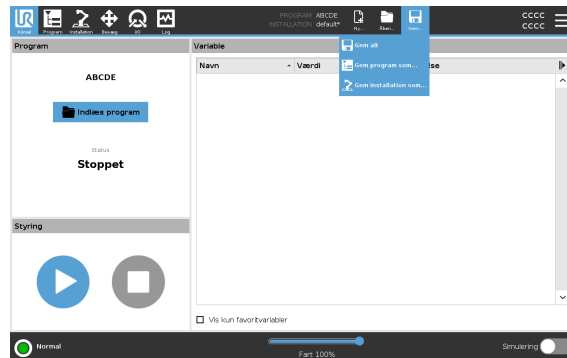 UR
Kørsel Program Installation Bevæg I/O Log
PROGRAM ABCDE
INSTALLATION default*
Ny... Åben... Gem...
CCCC
CCCC
Program
Variable
Gem alt
Gem program som...
Gem installation som...
Navn Værdi
ABCDE
Indlæs program
Status
Stoppet
Styring
Vis kun favoritvariabler
Normal
Fart 100%
Simulering